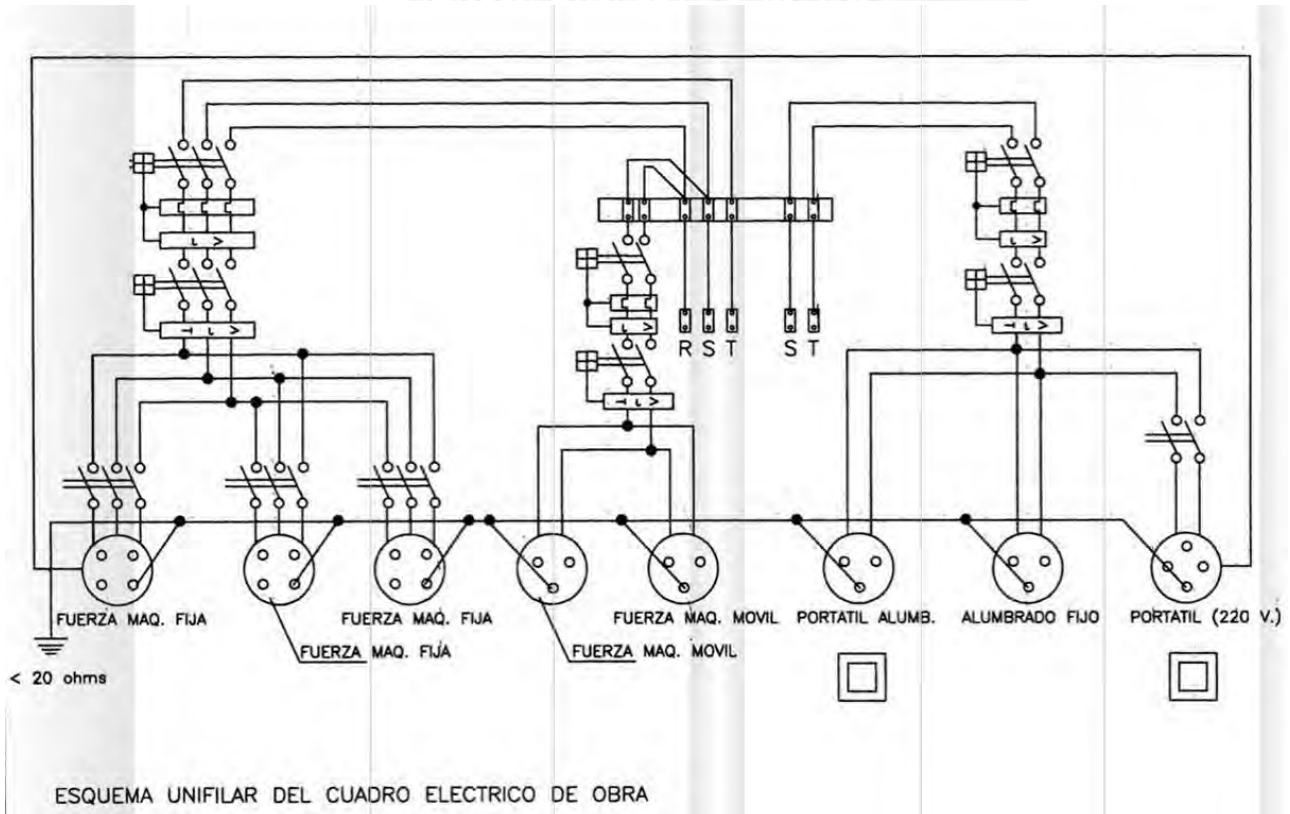 R S T S T
FUERZA MAQ. FIJA
FUERZA MAQ. FIJA
FUERZA MAQ. MOVIL
PORTATIL ALUMB.
ALUMBRADO FIJO
PORTATIL (220 V.)
FUERZA MAQ. FIJA
FUERZA MAQ. MOVIL
< 20 ohms
ESQUEMA UNIFILAR DEL CUADRO ELECTRICO DE OBRA